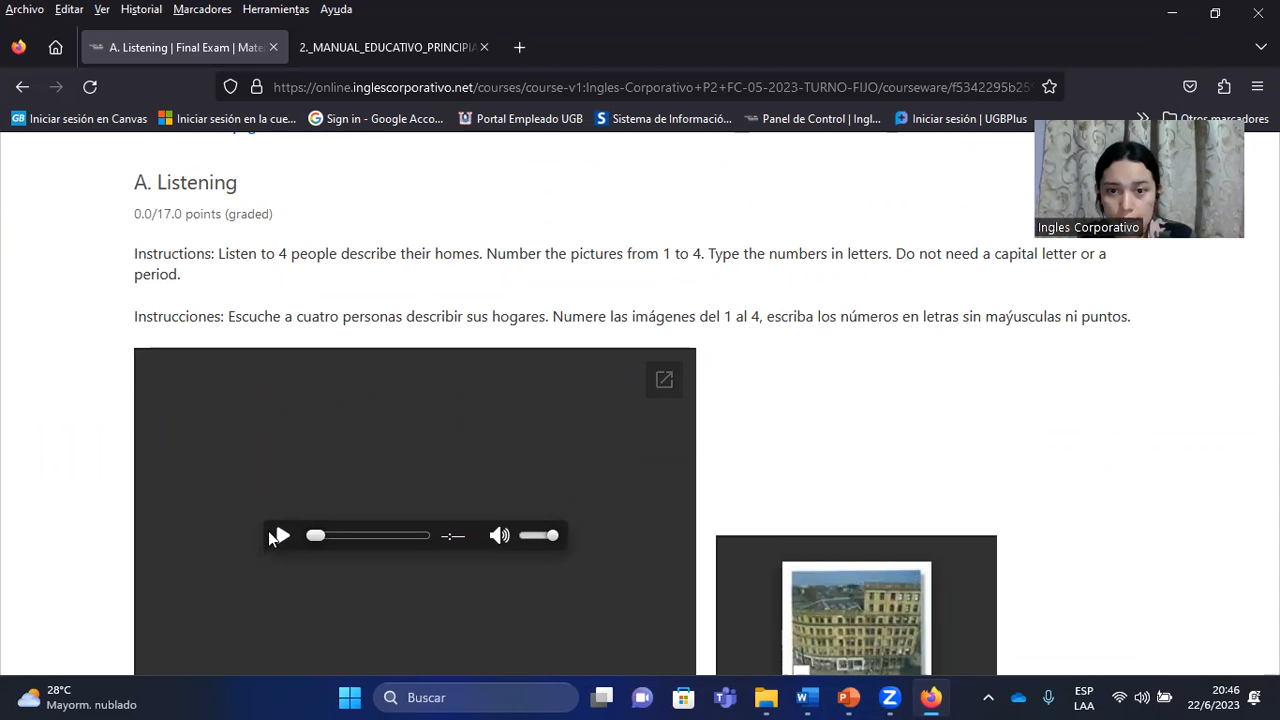 Archivo Editar Ver Historial Marcadores Herramientas Ayuda
A. Listening | Final Exam | Mate
2._MANUAL_EDUCATIVO_PRINCIPIA
https://online.inglescorporativo.net/courses/course-v1:Ingles-Corporativo+P2+FC-05-2023-TURNO-FIJO/courseware/f5342295b25
Iniciar sesión en Canvas Iniciar sesión en la cue... Sign in - Google Acco... Portal Empleado UGB Sistema de Informació... Panel de Control | Ingl... Iniciar sesión | UGBPlus Otros marcadores
A. Listening
0.0/17.0 points (graded)
Ingles Corporativo
Instructions: Listen to 4 people describe their homes. Number the pictures from 1 to 4. Type the numbers in letters. Do not need a capital letter or a
period.
Instrucciones: Escuche a cuatro personas describir sus hogares. Numere las imágenes del 1 al 4, escriba los números en letras sin maýusculas ni puntos.
-:--
28°C
Mayorm. nublado
Buscar
ESP
LAA
20:46
22/6/2023